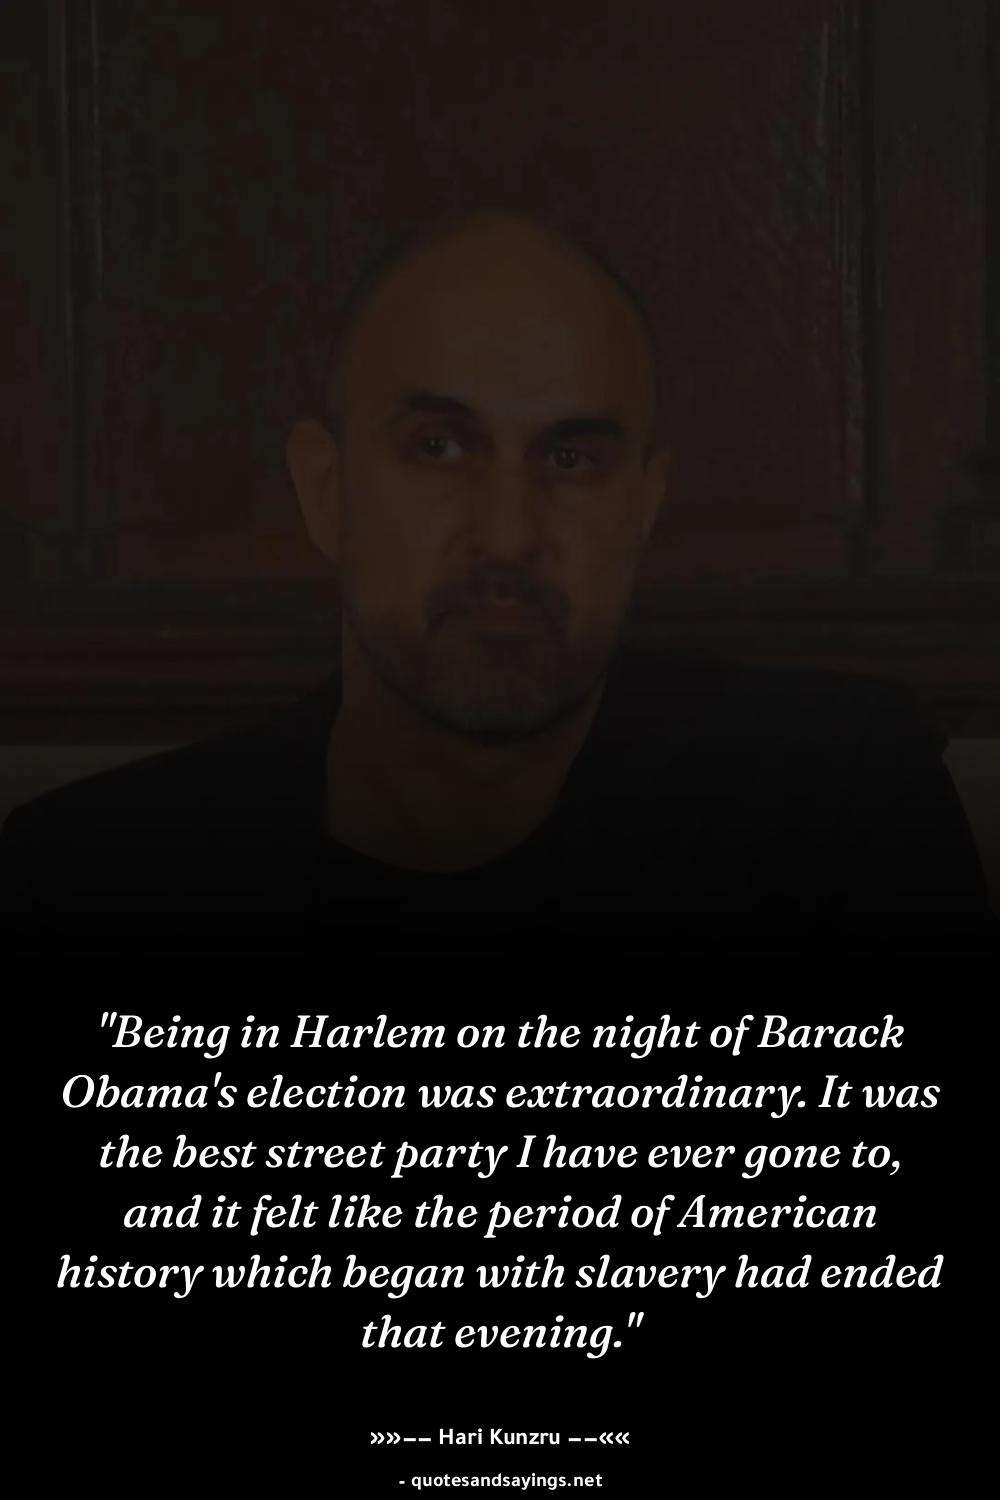 "Being in Harlem on the night of Barack
Obama's election was extraordinary. It was
the best street party I have ever gone to,
and it felt like the period of American
history which began with slavery had ended
that evening."
»»−− Hari Kunzru −−««
- quotesandsayings.net